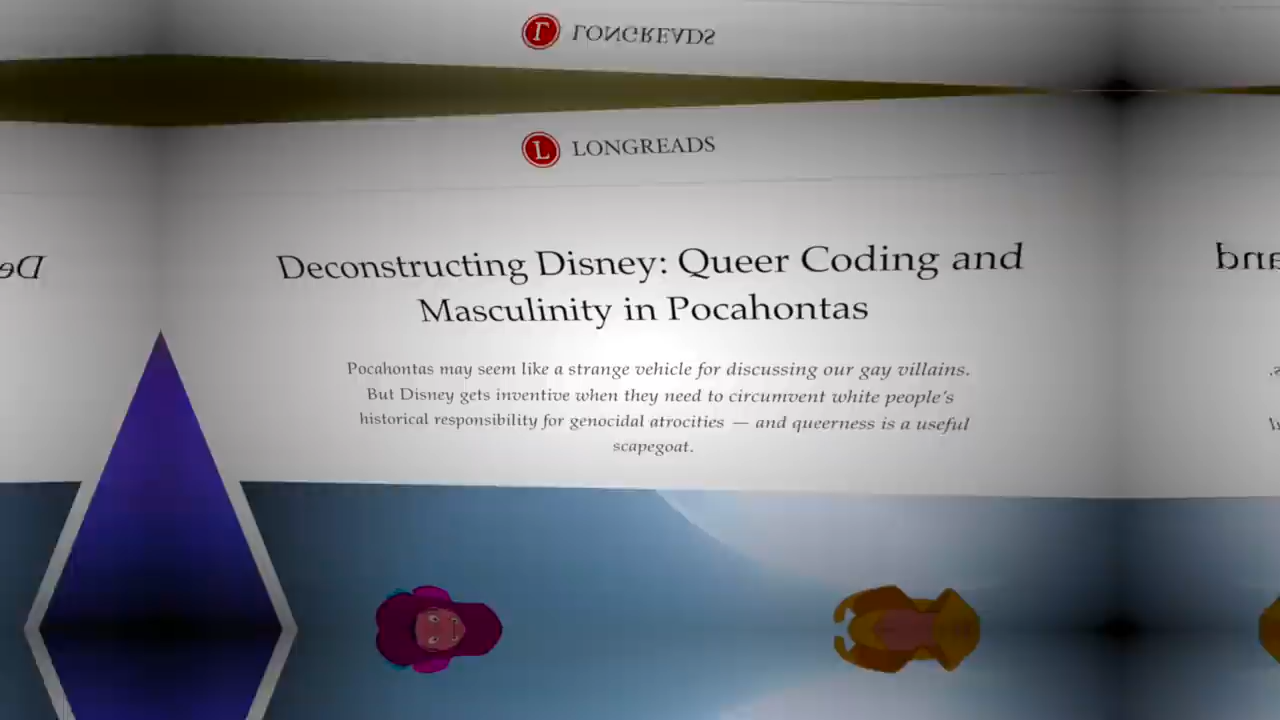 LONGREADS
LONGREADS
Deconstructing Disney: Queer Coding and
Masculinity in Pocahontas
Pocahontas may seem like a strange vehicle for discussing our gay villains.
But Disney gets inventive when they need to circumvent white people's
historical responsibility for genocidal atrocities — and queerness is a useful
scapegoat.
De
and